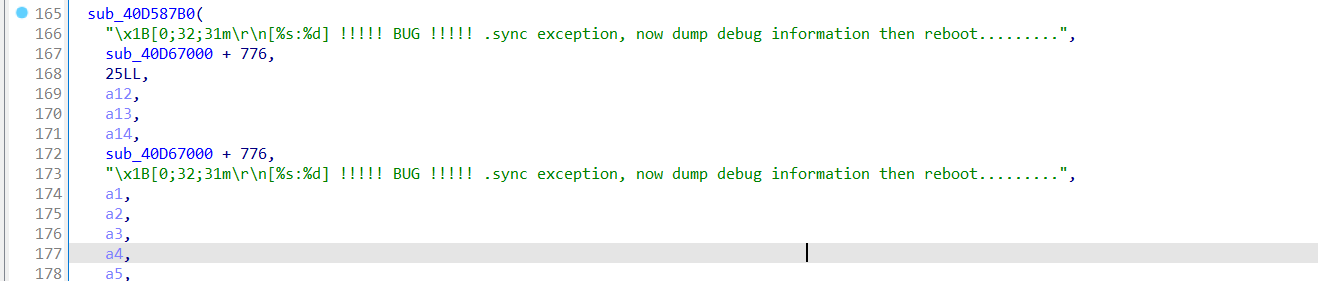 165 sub_40D587B0(
166 "\x1B[0;32;31m\r\n[%s:%d] !!!!! BUG !!!!! .sync exception, now dump debug information then reboot.........",
167 sub_40D67000 + 776,
168 25LL,
169 a12,
170 a13,
171 a14,
172 sub_40D67000 + 776,
173 "\x1B[0;32;31m\r\n[%s:%d] !!!!! BUG !!!!! .sync exception, now dump debug information then reboot.........",
174 a1,
175 a2,
176 a3,
177 a4,
178 a5,